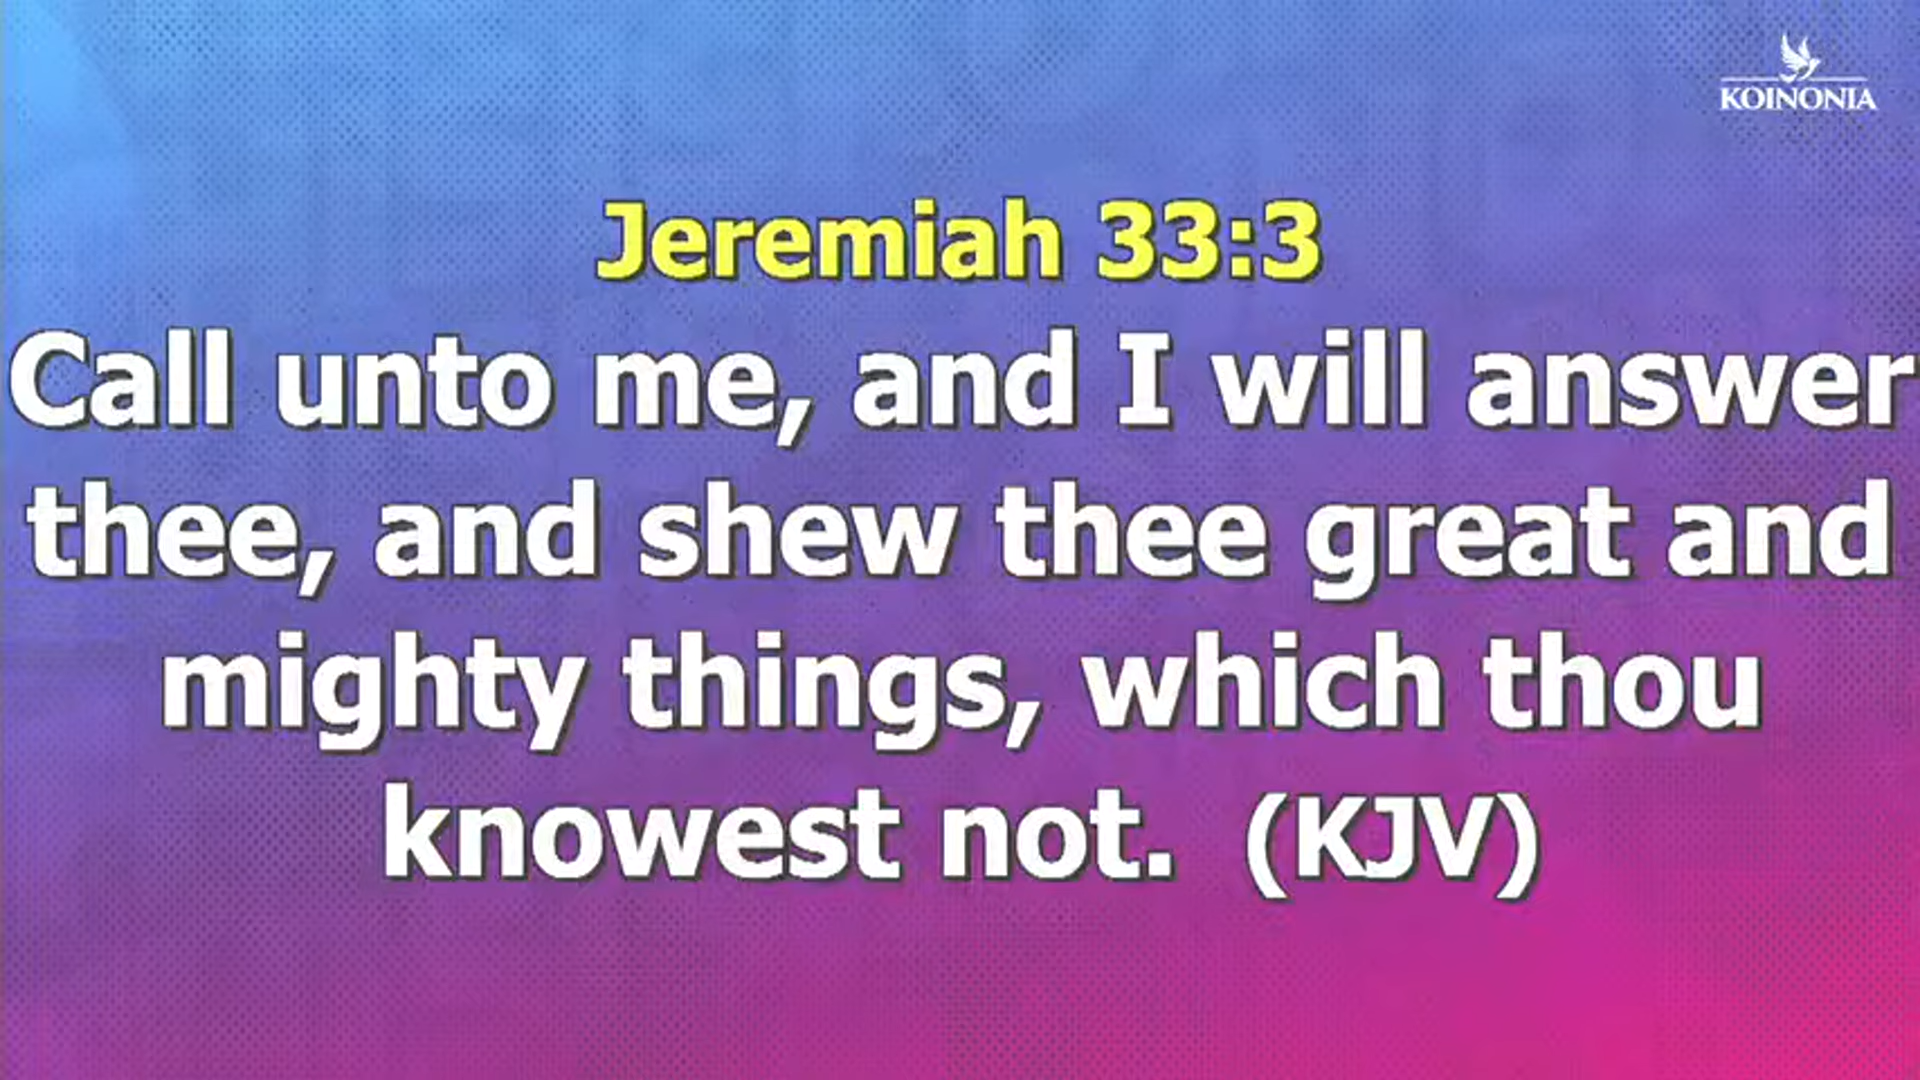 KOINONIA
Jeremiah 33:3
Call unto me, and I will answer
thee, and shew thee great and
mighty things, which thou
knowest not. (KJV)